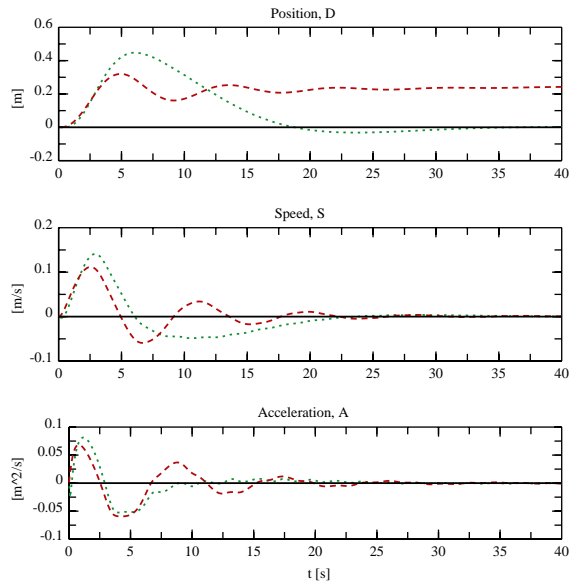 Position, D
0.6
0.4
0.2
0
-0.2
[m]
0 5 10 15 20 25 30 35 40
Speed, S
0.2
0.1
0
-0.1
[m/s]
0 5 10 15 20 25 30 35 40
Acceleration, A
0.1
0.05
0
-0.05
-0.1
[m^2/s]
0 5 10 15 20 25 30 35 40
t [s]